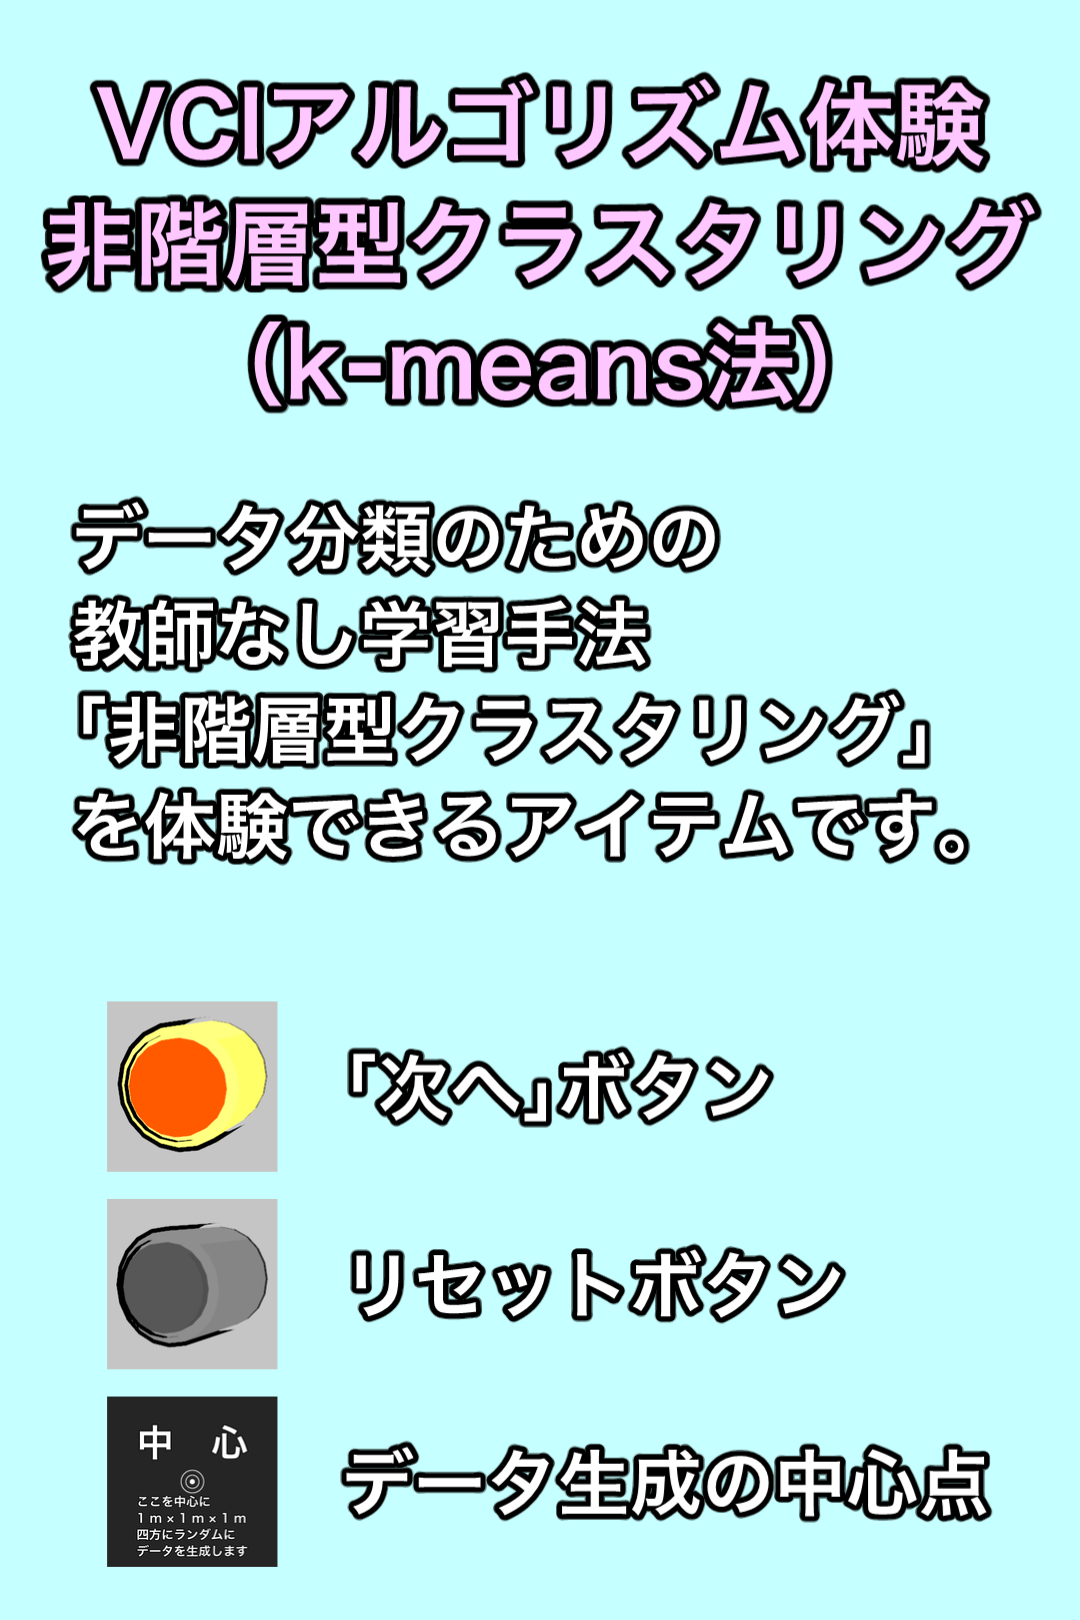 VCIアルゴリズム体験
非階層型クラスタリング
（k-means法）
データ分類のための
教師なし学習手法
「非階層型クラスタリング」
を体験できるアイテムです。
「次へ」ボタン
リセットボタン
中　心
ここを中心に
1m×1m×1m
四方にランダムに
データを生成します
データ生成の中心点